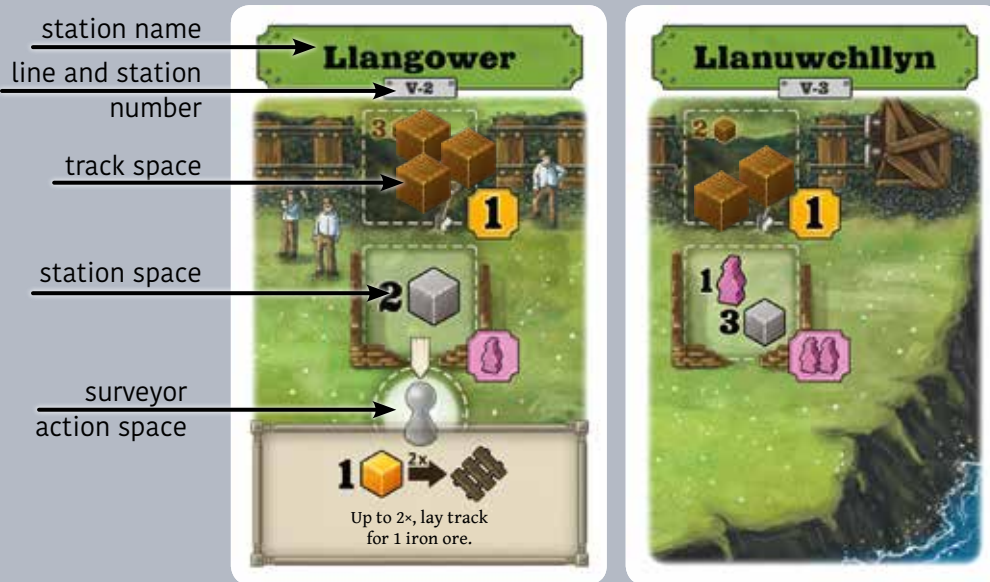 station name
line and station
number
track space
station space
surveyor
action space
Llangower
V-2
3
1
2
1 2x
Up to 2×, lay track
for 1 iron ore.
Llanuwchllyn
V-3
2
1
1
3